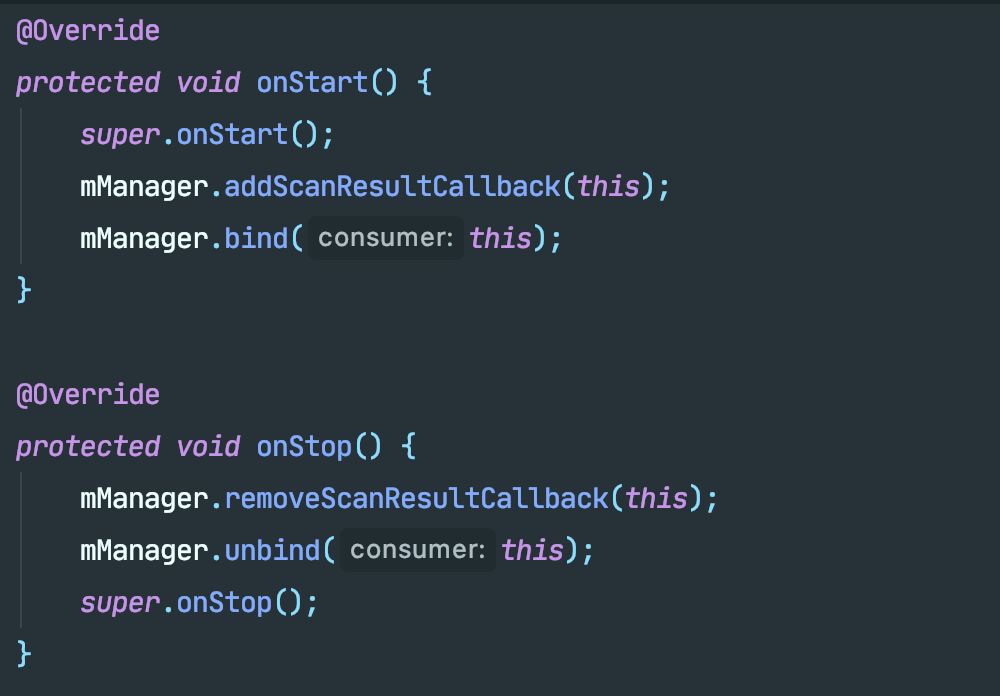 @Override
protected void onStart() {
super.onStart();
mManager.addScanResultCallback(this);
mManager.bind( consumer: this);
}
@Override
protected void onStop() {
mManager.removeScanResultCallback(this);
mManager.unbind( consumer: this);
super.onStop();
}